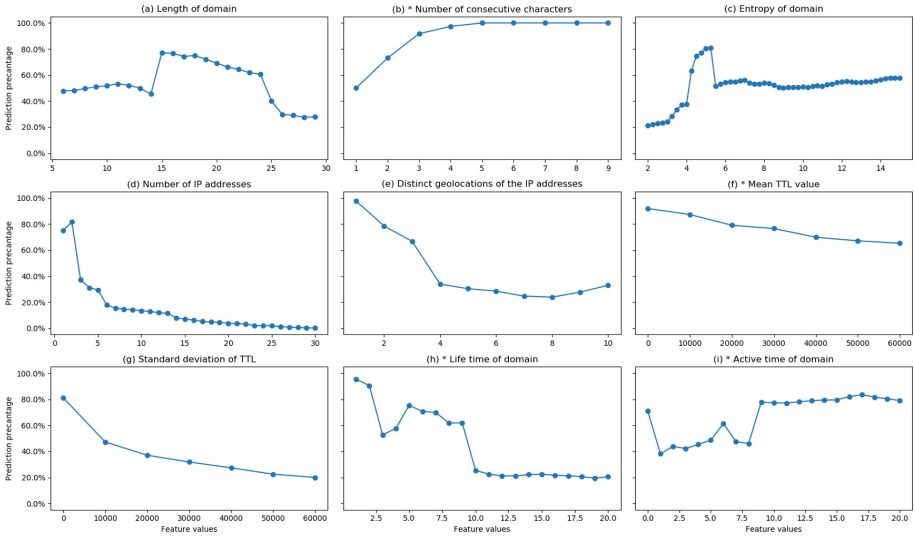 (a) Length of domain
(b) * Number of consecutive characters
(c) Entropy of domain
Prediction precantage
100.0%
80.0%
60.0%
40.0%
20.0%
0.0%
5 10 15 20 25 30
1 2 3 4 5 6 7 8 9
2 4 6 8 10 12 14
(d) Number of IP addresses
(e) Distinct geolocations of the IP addresses
(f) * Mean TTL value
Prediction precantage
100.0%
80.0%
60.0%
40.0%
20.0%
0.0%
0 5 10 15 20 25 30
2 4 6 8 10
0 10000 20000 30000 40000 50000 60000
(g) Standard deviation of TTL
(h) * Life time of domain
(i) * Active time of domain
Prediction precantage
100.0%
80.0%
60.0%
40.0%
20.0%
0.0%
0 10000 20000 30000 40000 50000 60000
2.5 5.0 7.5 10.0 12.5 15.0 17.5 20.0
0.0 2.5 5.0 7.5 10.0 12.5 15.0 17.5 20.0
Feature values
Feature values
Feature values